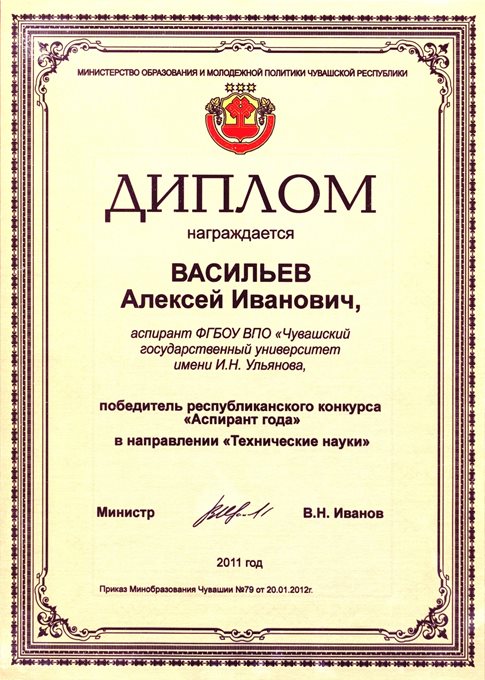 МИНИСТЕРСТВО ОБРАЗОВАНИЯ И МОЛОДЕЖНОЙ ПОЛИТИКИ ЧУВАШСКОЙ РЕСПУБЛИКИ
ДИПЛОМ
награждается
ВАСИЛЬЕВ
Алексей Иванович,
аспирант ФГБОУ ВПО «Чувашский
государственный университет
имени И.Н. Ульянова,
победитель республиканского конкурса
«Аспирант года»
в направлении «Технические науки»
Министр В.Н. Иванов
2011 год
Приказ Минобразования Чувашии №79 от 20.01.2012г.